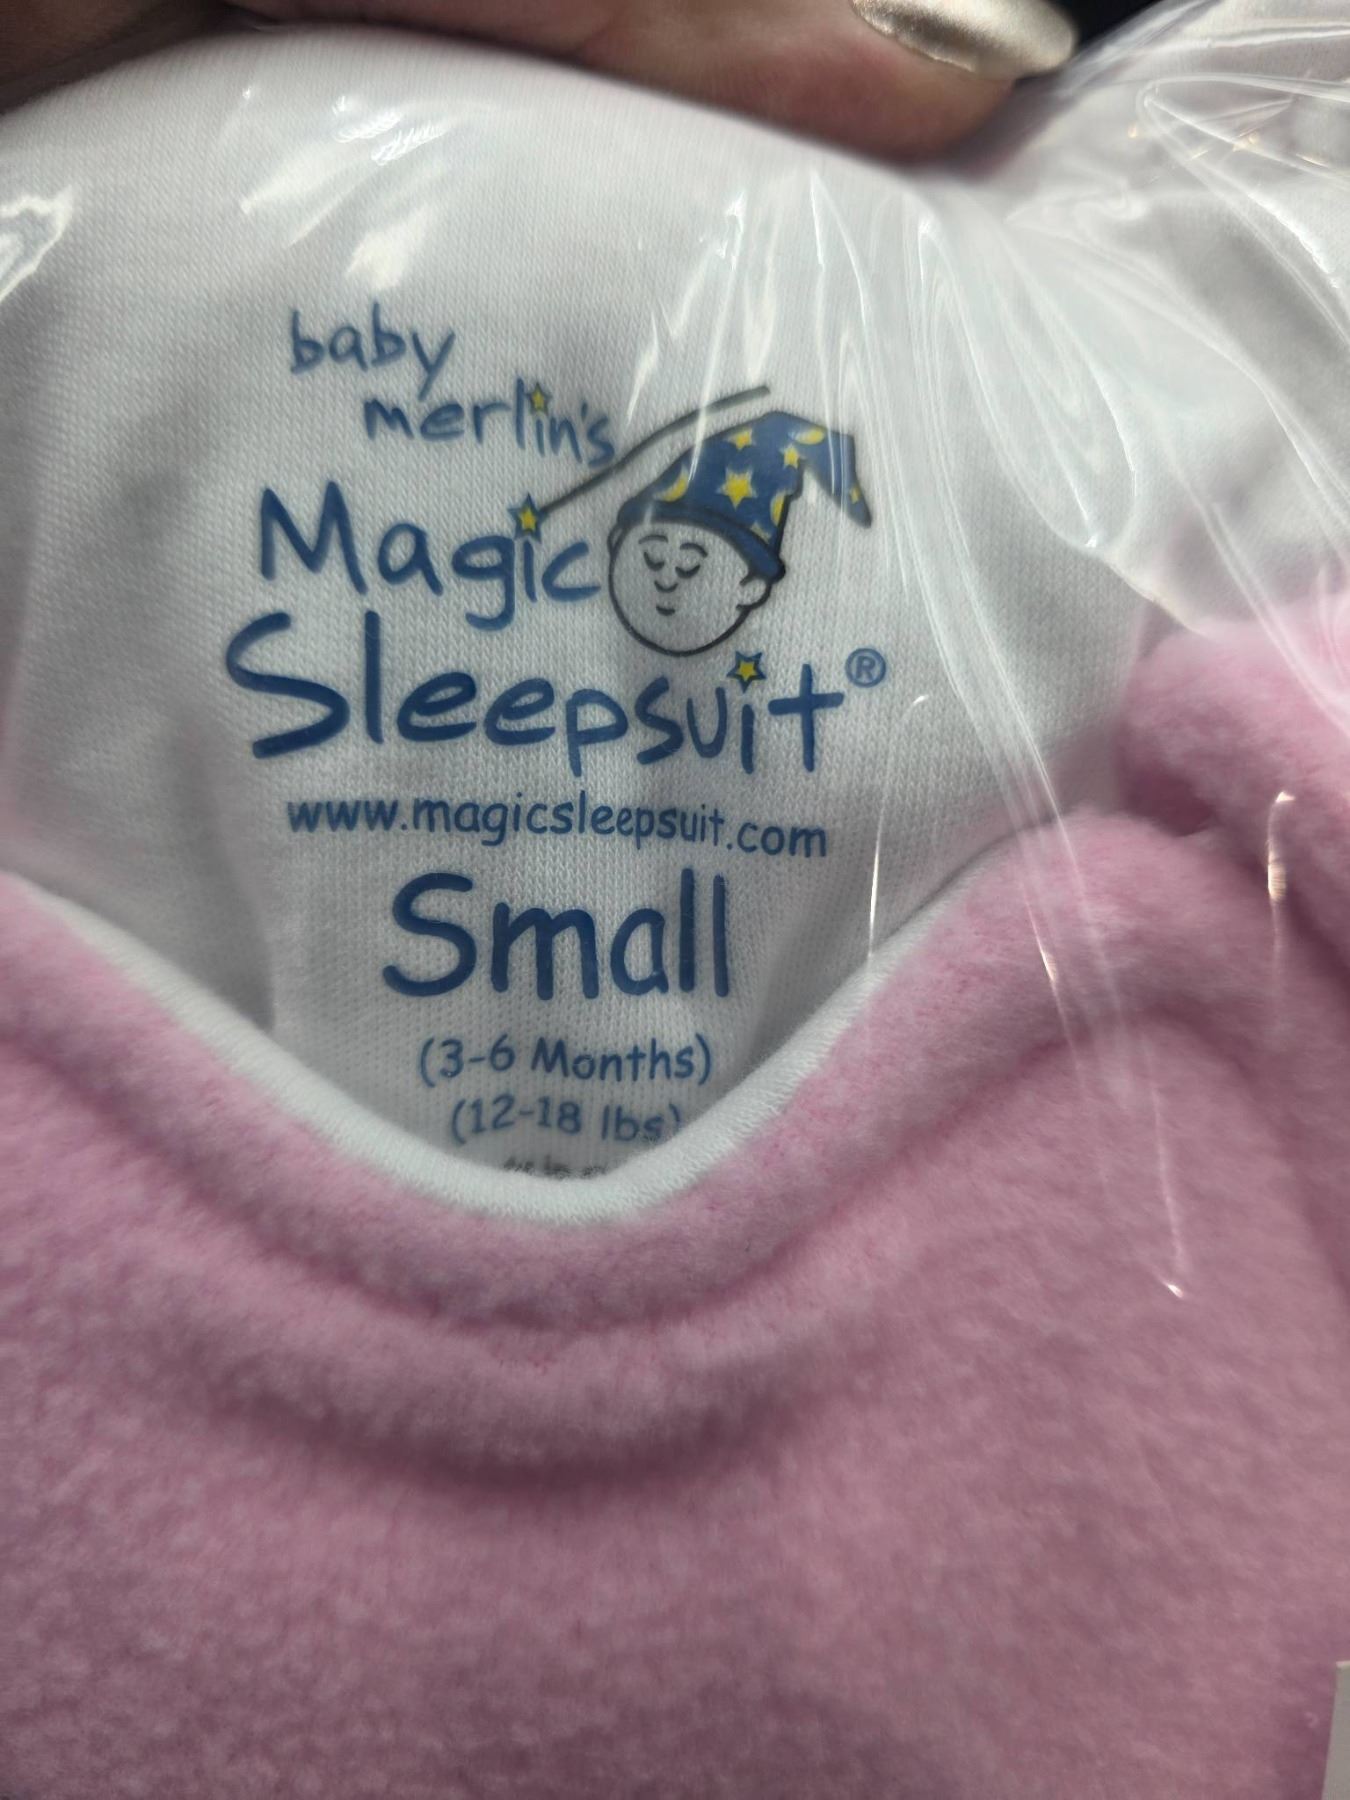 baby
merlin's
Magic
Sleepsuit®
www.magicsleepsuit.com
Small
(3-6 Months)
(12-18 lbs)